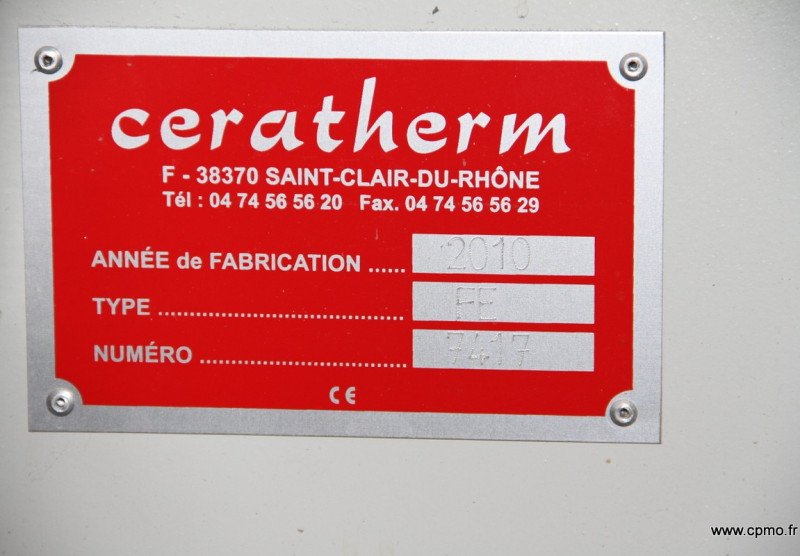 ceratherm
F - 38370 SAINT-CLAIR-DU-RHÔNE
Tél : 04 74 56 56 20 Fax. 04 74 56 56 29
ANNÉE de FABRICATION ...... 2010
TYPE .................................... FE
NUMÉRO ............................... 7417
CE
www.cpmo.fr